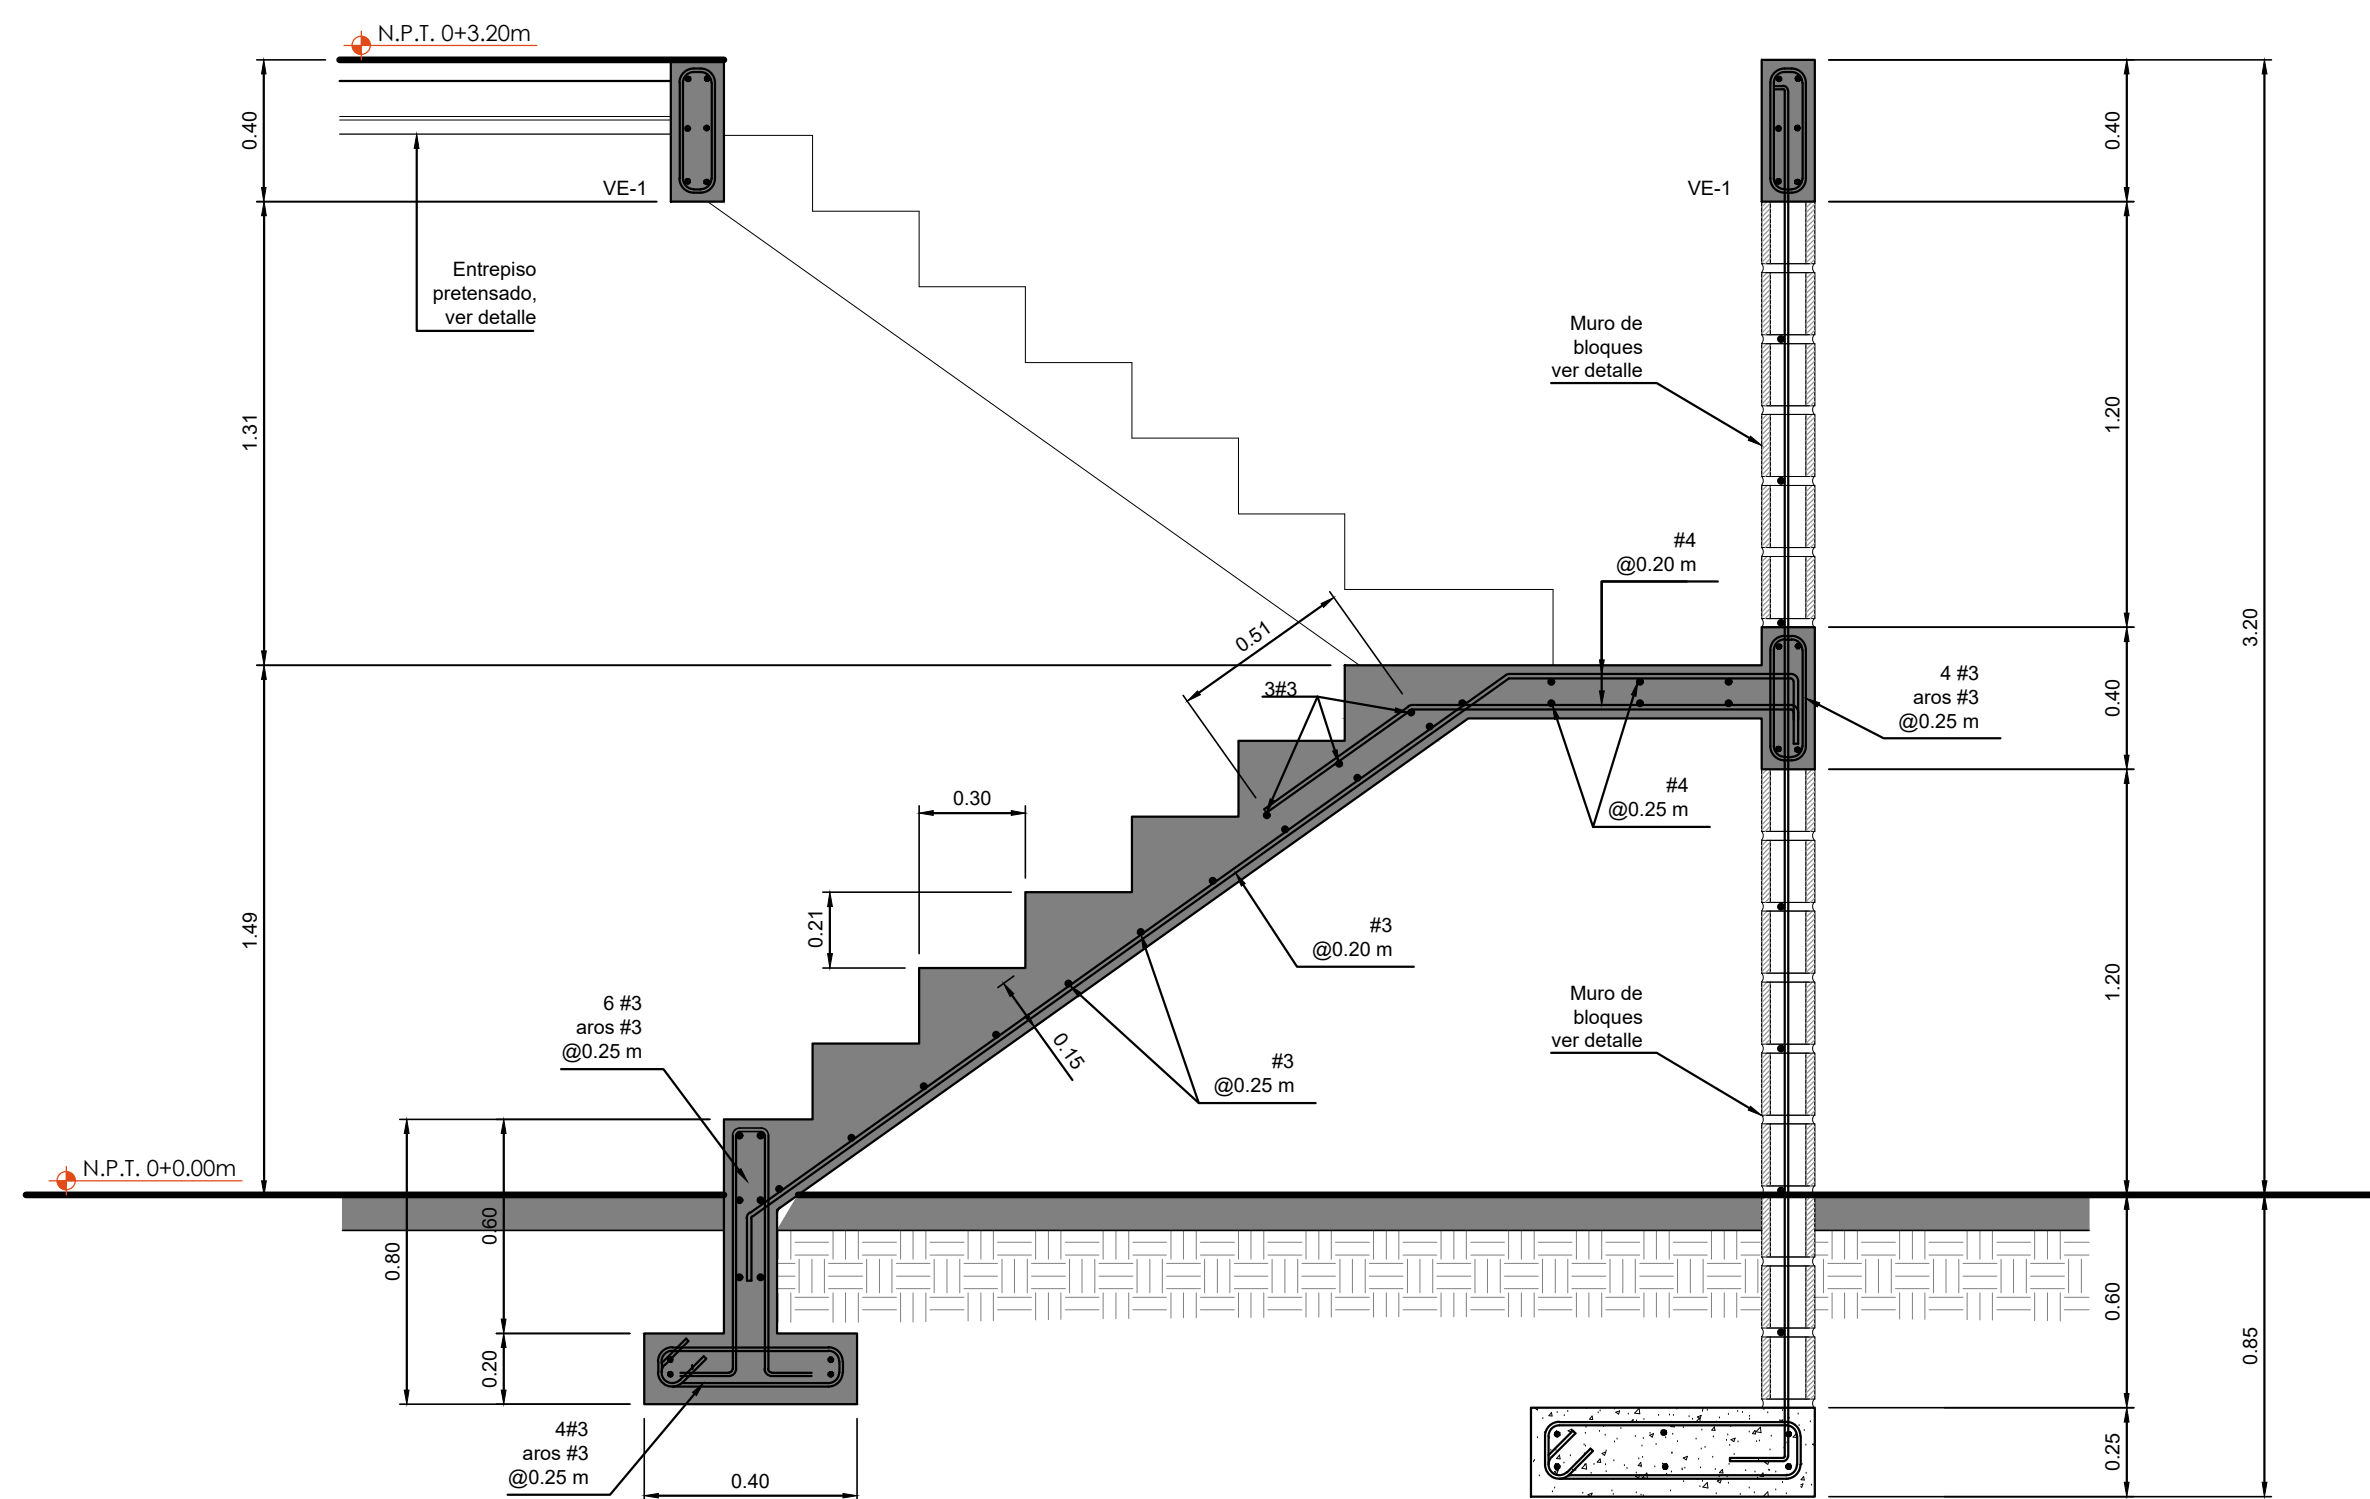 N.P.T. 0+3.20m
0.40
VE-1
VE-1
0.40
Entrepiso
pretensado,
ver detalle
Muro de
bloques
ver detalle
1.31
1.20
#4
@0.20 m
0.51
3.20
3#3
4 #3
aros #3
@0.25 m
0.40
#4
@0.25 m
0.30
0.21
1.49
#3
@0.20 m
1.20
6 #3
aros #3
@0.25 m
Muro de
bloques
ver detalle
0.15
#3
@0.25 m
N.P.T. 0+0.00m
0.60
0.80
0.60
0.85
0.20
4#3
aros #3
@0.25 m
0.40
0.25